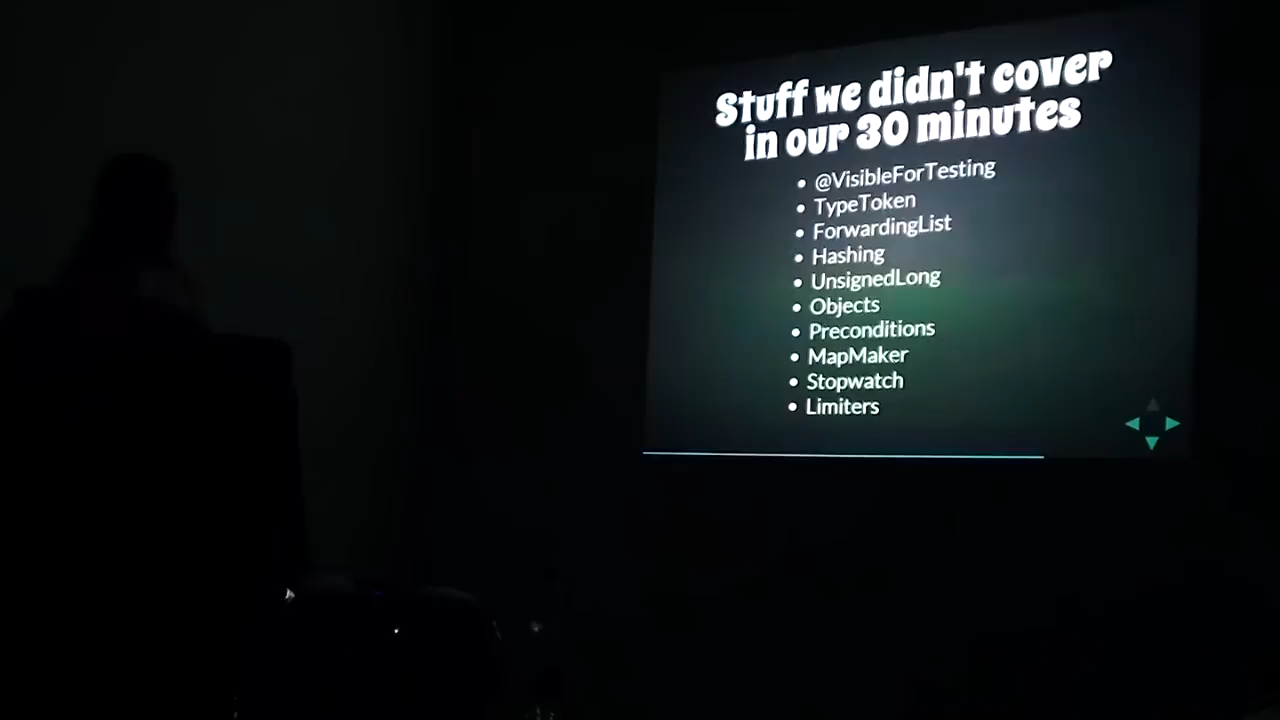 Stuff we didn't cover
in our 30 minutes
@VisibleForTesting
TypeToken
ForwardingList
Hashing
UnsignedLong
Objects
Preconditions
MapMaker
Stopwatch
Limiters